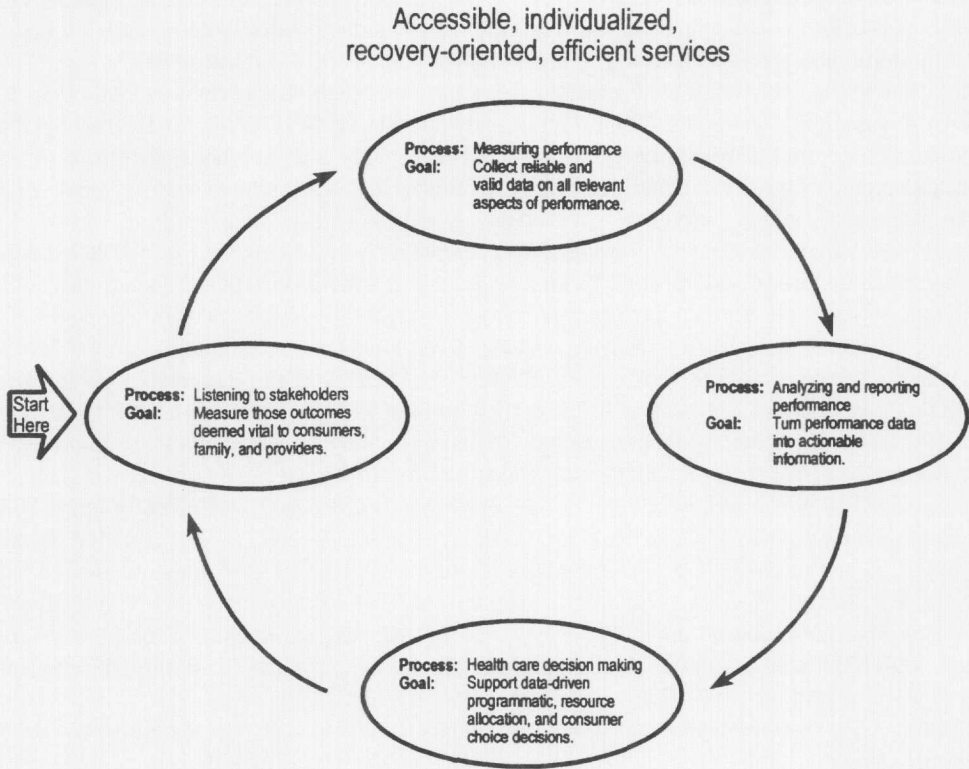 Accessible, individualized,
recovery-oriented, efficient services
Process: Measuring performance
Goal: Collect reliable and
valid data on all relevant
aspects of performance.
Start
Here
Process: Listening to stakeholders
Goal: Measure those outcomes
deemed vital to consumers,
family, and providers.
Process: Analyzing and reporting
performance
Goal: Turn performance data
into actionable
information.
Process: Health care decision making
Goal: Support data-driven
programmatic, resource
allocation, and consumer
choice decisions.